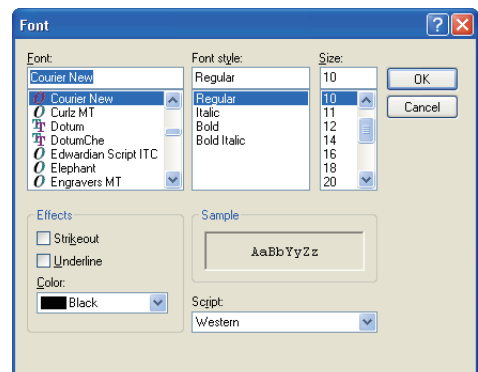 Font
Font: Font style: Size:
Courier New Regular 10
Courier New Regular 10
Curlz MT Italic 11
Dotum Bold 12
DotumChe Bold Italic 14
Edwardian Script ITC 16
Elephant 18
Engravers MT 20
OK
Cancel
Effects
Strikeout
Underline
Color:
Black
Sample
AaBbYyZz
Script:
Western